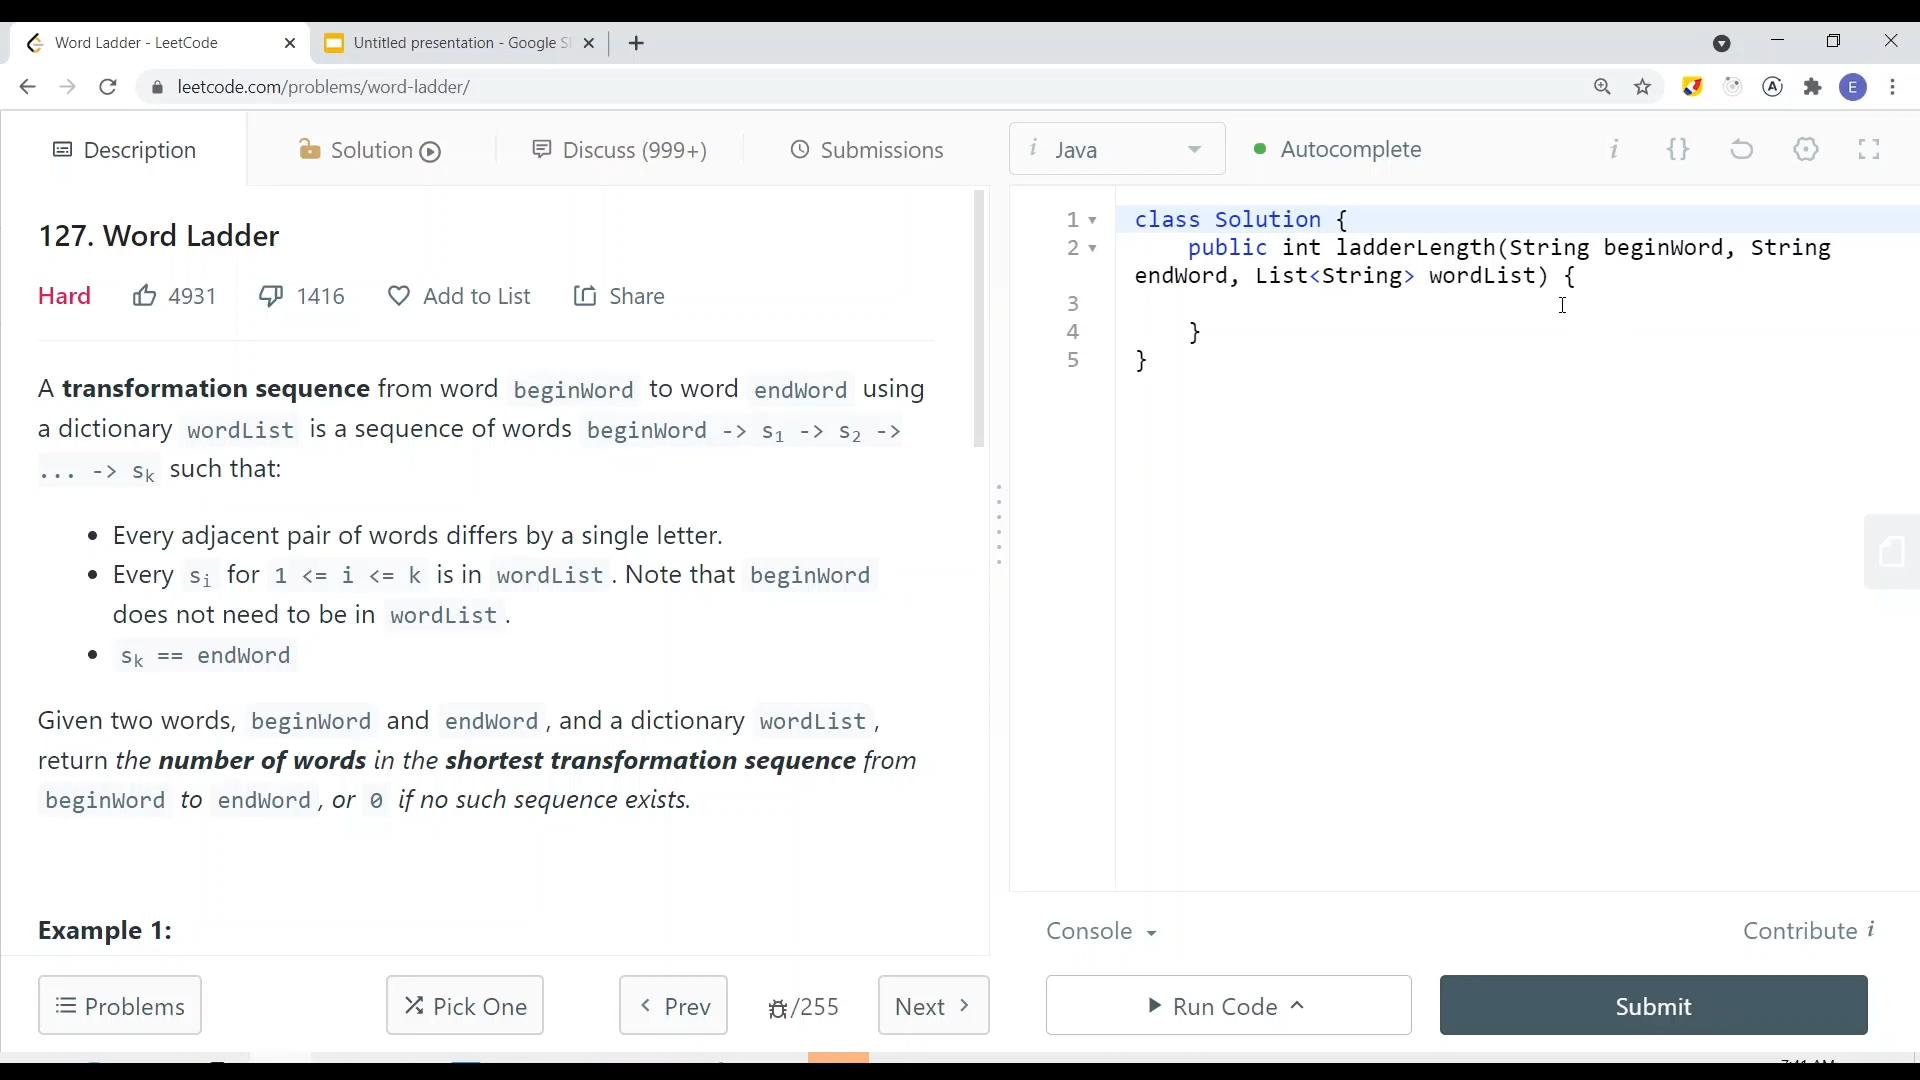 Word Ladder - LeetCode
Untitled presentation - Google Sl
leetcode.com/problems/word-ladder/
E
Description
Solution
Discuss (999+)
Submissions
i Java
Autocomplete
i {}
127. Word Ladder
Hard 4931 1416 Add to List Share
A transformation sequence from word beginWord to word endWord using
a dictionary wordList is a sequence of words beginWord -> s1 -> s2 ->
... -> sk such that:
• Every adjacent pair of words differs by a single letter.
• Every si for 1 <= i <= k is in wordList. Note that beginWord
does not need to be in wordList.
• sk == endWord
Given two words, beginWord and endWord, and a dictionary wordList,
return the number of words in the shortest transformation sequence from
beginWord to endWord, or 0 if no such sequence exists.
Example 1:
1 class Solution {
2 public int ladderLength(String beginWord, String
endWord, List<String> wordList) {
3
4 }
5 }
Console
Contribute i
Problems
Pick One
Prev
/255
Next
Run Code
Submit